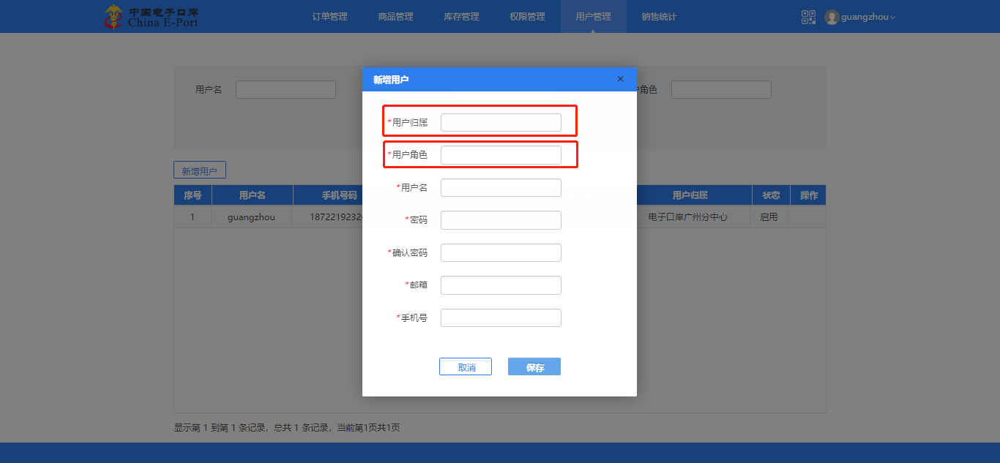 中国电子口岸
China E-Port
订单管理 商品管理 库存管理 权限管理 用户管理 销售统计 guangzhou
用户名 角色
新增用户 ×
*用户归属
*用户角色
*用户名
*密码
*确认密码
*邮箱
*手机号
取消 保存
新增用户
序号 用户名 手机号码 用户归属 状态 操作
1 guangzhou 1872219232 电子口岸广州分中心 启用
显示第 1 到第 1 条记录，总共 1 条记录，当前第1页共1页